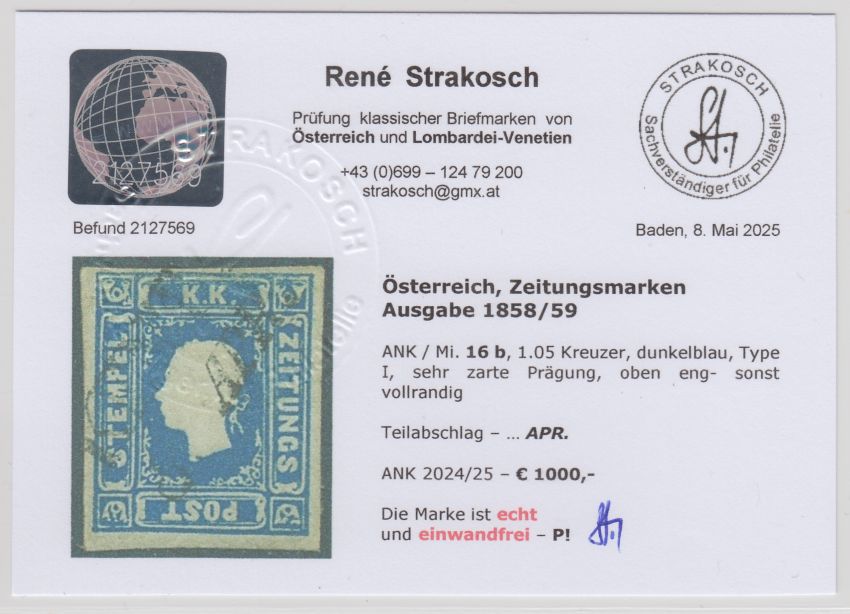 René Strakosch
Prüfung klassischer Briefmarken von
Österreich und Lombardei-Venetien
+43 (0)699 – 124 79 200
strakosch@gmx.at
2127569
STRAKOSCH
Sachverständiger für Philatelie
Befund 2127569
Baden, 8. Mai 2025
STRAKOSCH
K.K.
ZEITUNGS
POST
STEMPEL
Österreich, Zeitungsmarken
Ausgabe 1858/59
ANK / Mi. 16 b, 1.05 Kreuzer, dunkelblau, Type
I, sehr zarte Prägung, oben eng- sonst
vollrandig
Teilabschlag – ... APR.
ANK 2024/25 – € 1000,-
Die Marke ist echt
und einwandfrei – P!